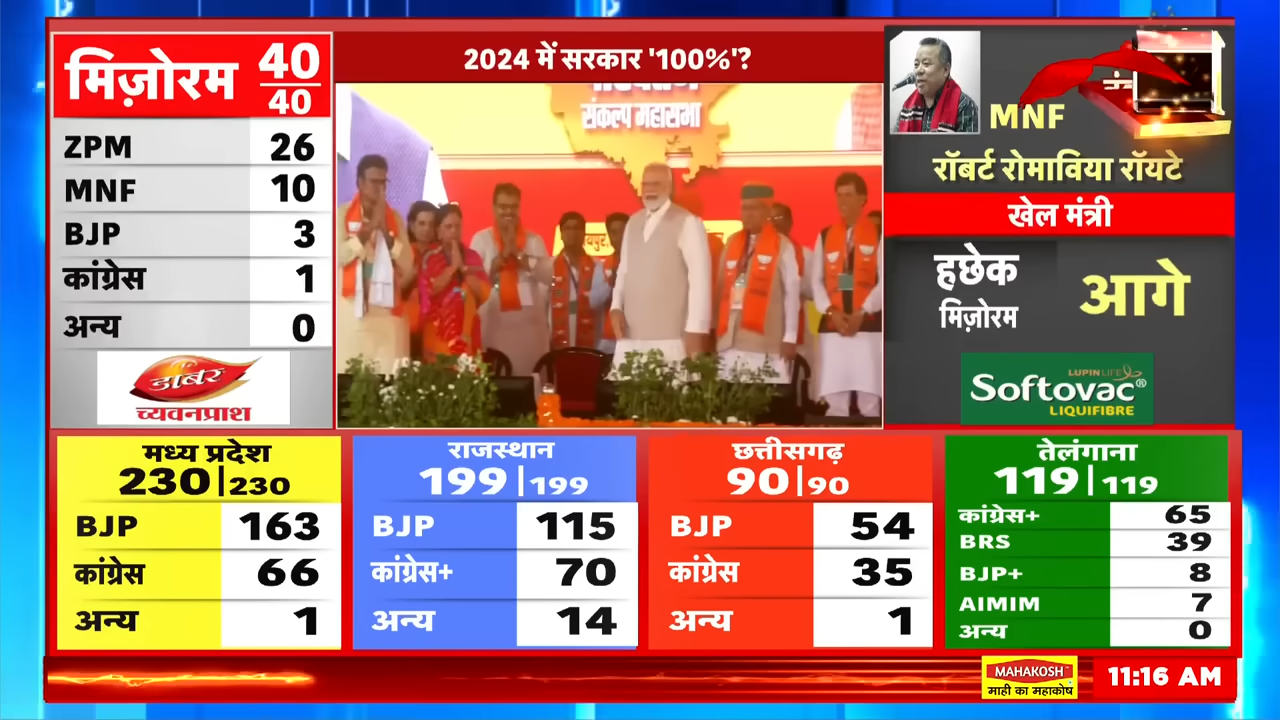 मिज़ोरम 40
40
ZPM 26
MNF 10
BJP 3
कांग्रेस 1
अन्य 0
डाबर
च्यवनप्राश
2024 में सरकार '100%'?
संकल्प महासभा
MNF
रॉबर्ट रोमाविया रॉयटे
खेल मंत्री
हछेक
मिज़ोरम
आगे
LUPINLIFE
Softovac®
LIQUIFIBRE
मध्य प्रदेश
230|230
BJP 163
कांग्रेस 66
अन्य 1
राजस्थान
199|199
BJP 115
कांग्रेस+ 70
अन्य 14
छत्तीसगढ़
90|90
BJP 54
कांग्रेस 35
अन्य 1
तेलंगाना
119|119
कांग्रेस+ 65
BRS 39
BJP+ 8
AIMIM 7
अन्य 0
MAHAKOSH
माही का महाकोष
11:16 AM